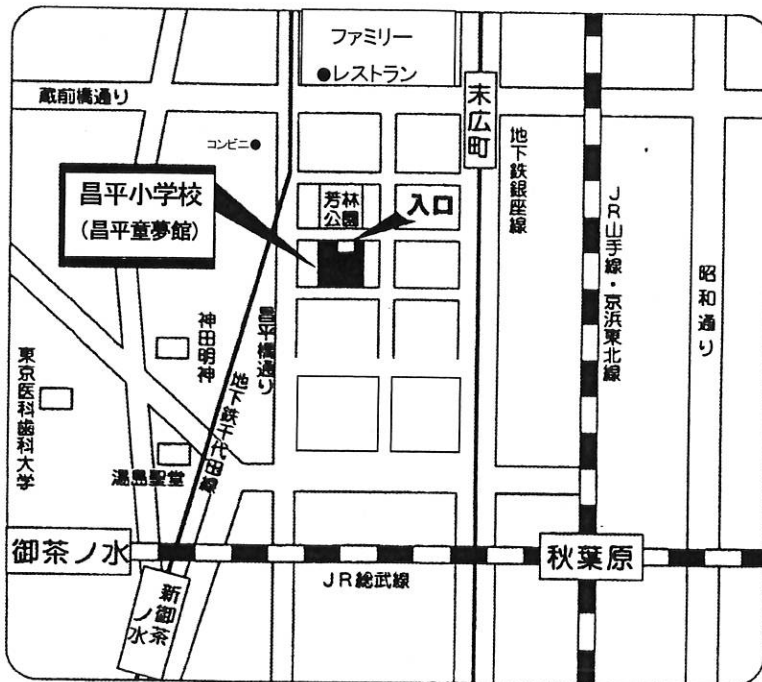 ファミリー
●レストラン
蔵前橋通り
末広町
コンビニ●
昌平小学校
(昌平童夢館)
芳林
公園
入口
地下鉄銀座線
JR山手線・京浜東北線
昭和通り
神田明神
昌平橋通り
地下鉄千代田線
東京医科歯科大学
湯島聖堂
御茶ノ水
秋葉原
JR総武線
新御茶
ノ水